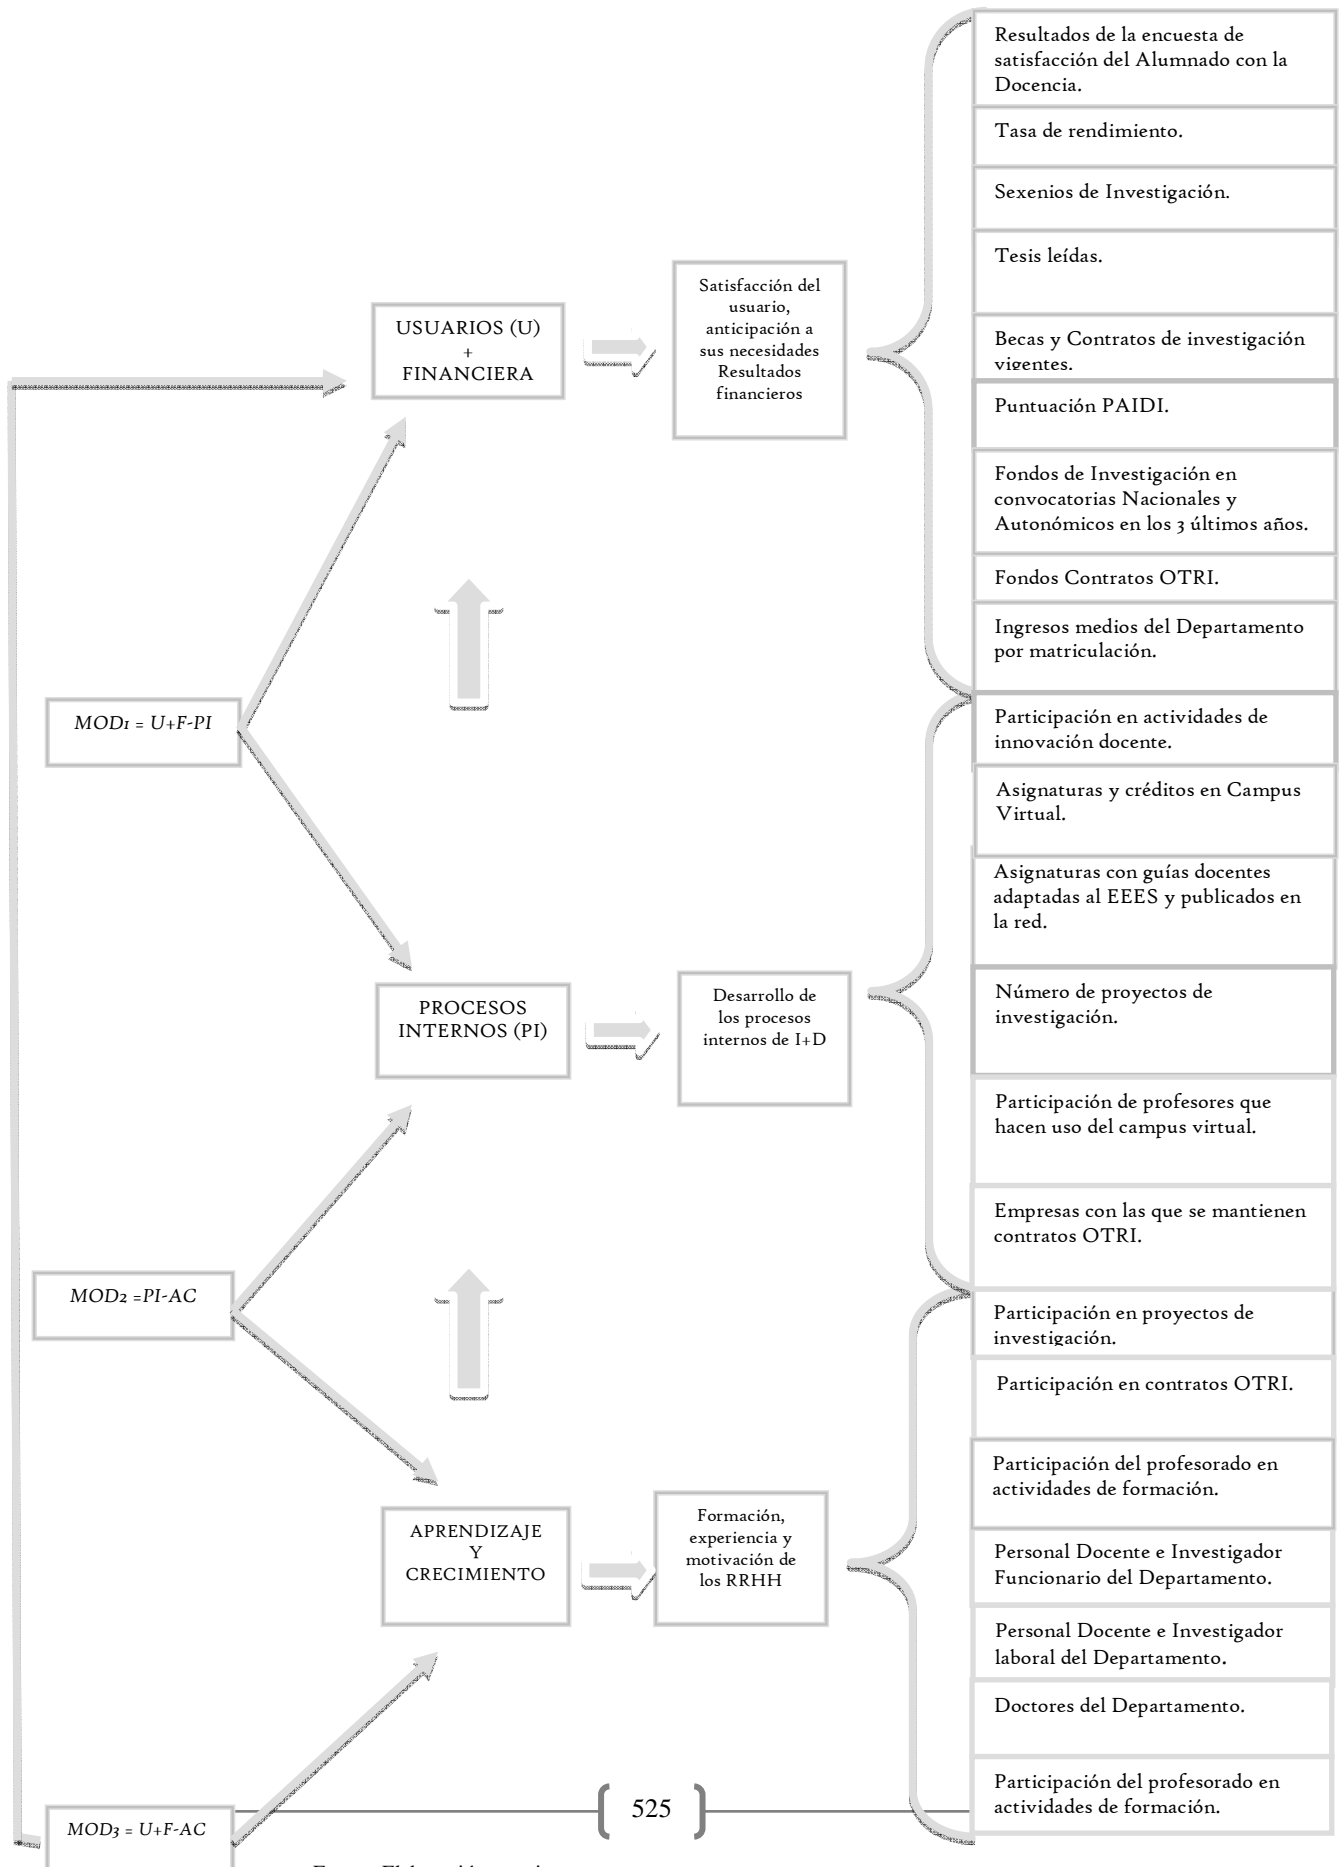 Resultados de la encuesta de
satisfacción del Alumnado con la
Docencia.
Tasa de rendimiento.
Sexenios de Investigación.
Tesis leídas.
Becas y Contratos de investigación
vigentes.
Puntuación PAIDI.
Fondos de Investigación en
convocatorias Nacionales y
Autonómicos en los 3 últimos años.
Fondos Contratos OTRI.
Ingresos medios del Departamento
por matriculación.
USUARIOS (U)
+
FINANCIERA
Satisfacción del
usuario,
anticipación a
sus necesidades
Resultados
financieros
MOD1 = U+F-PI
Participación en actividades de
innovación docente.
Asignaturas y créditos en Campus
Virtual.
Asignaturas con guías docentes
adaptadas al EEES y publicados en
la red.
Número de proyectos de
investigación.
Participación de profesores que
hacen uso del campus virtual.
Empresas con las que se mantienen
contratos OTRI.
PROCESOS
INTERNOS (PI)
Desarrollo de
los procesos
internos de I+D
MOD2 =PI-AC
Participación en proyectos de
investigación.
Participación en contratos OTRI.
Participación del profesorado en
actividades de formación.
Personal Docente e Investigador
Funcionario del Departamento.
Personal Docente e Investigador
laboral del Departamento.
Doctores del Departamento.
Participación del profesorado en
actividades de formación.
APRENDIZAJE
Y
CRECIMIENTO
Formación,
experiencia y
motivación de
los RRHH
MOD3 = U+F-AC
525